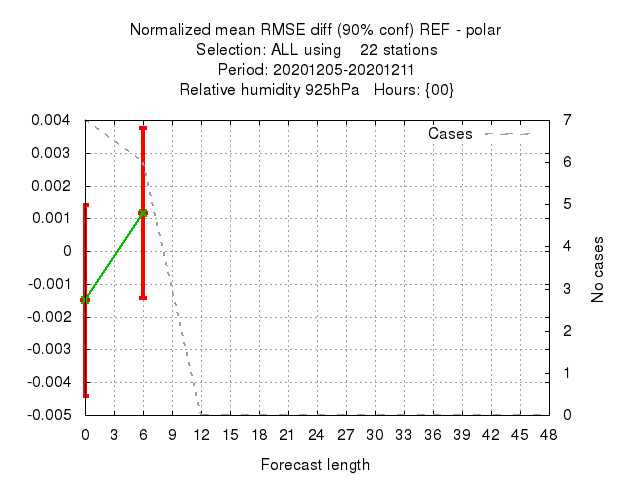 Normalized mean RMSE diff (90% conf) REF - polar
Selection: ALL using    22 stations
Period: 20201205-20201211
Relative humidity 925hPa   Hours: {00}
Cases
0.004
0.003
0.002
0.001
0
-0.001
-0.002
-0.003
-0.004
-0.005
7
6
5
4
3
2
1
0
No cases
0 3 6 9 12 15 18 21 24 27 30 33 36 39 42 45 48
Forecast length